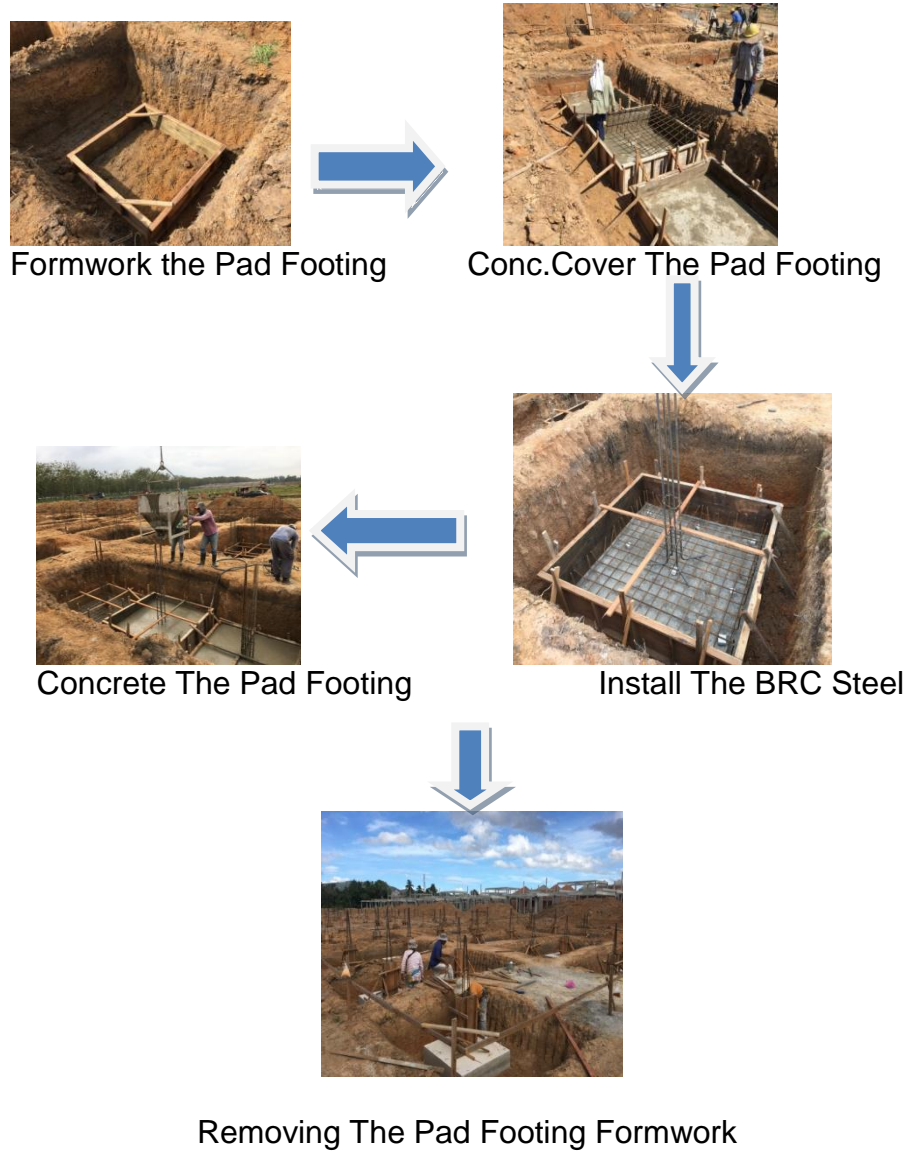 Formwork the Pad Footing
Conc.Cover The Pad Footing
Install The BRC Steel
Concrete The Pad Footing
Removing The Pad Footing Formwork